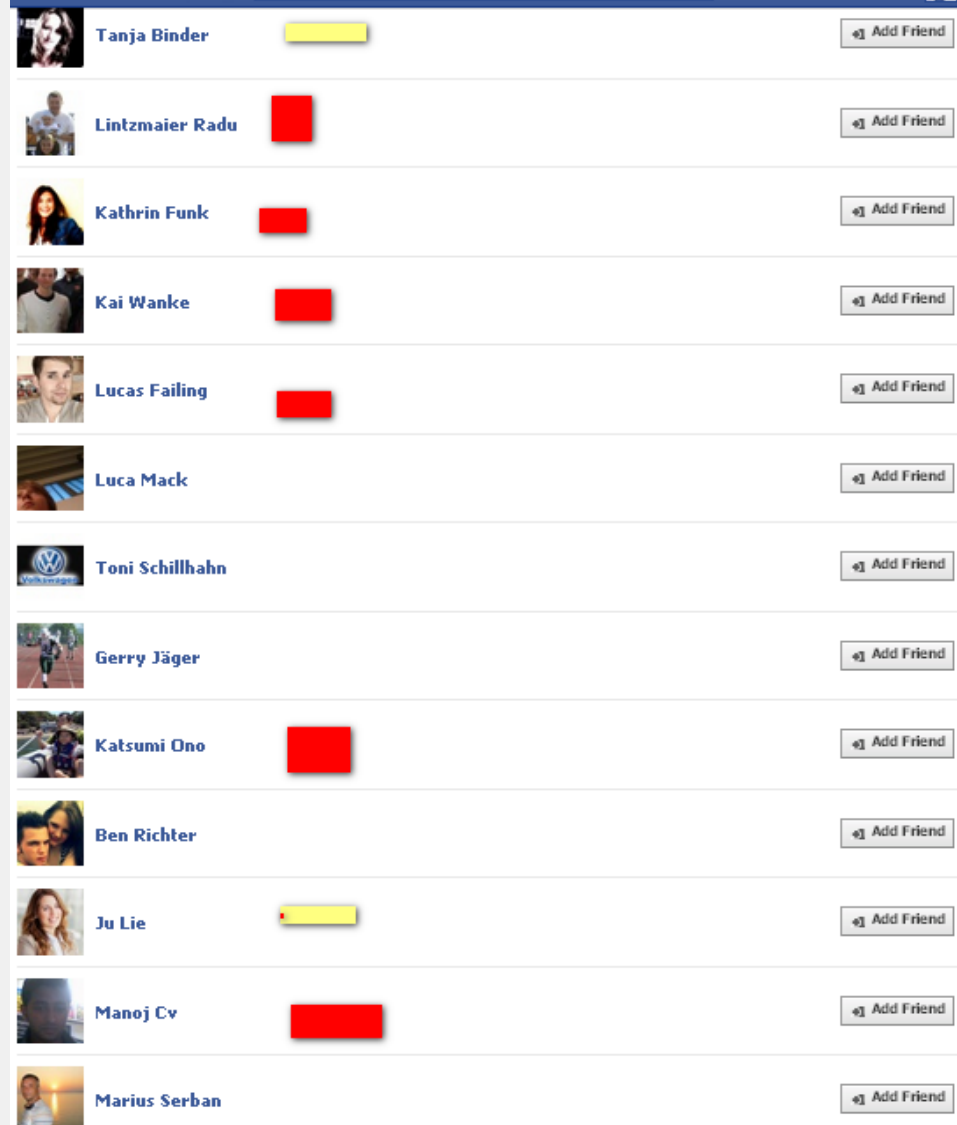 Tanja Binder Add Friend
Lintzmaier Radu Add Friend
Kathrin Funk Add Friend
Kai Wanke Add Friend
Lucas Failing Add Friend
Luca Mack Add Friend
Volkswagen
Toni Schillhahn Add Friend
Gerry Jäger Add Friend
Katsumi Ono Add Friend
Ben Richter Add Friend
Ju Lie Add Friend
Manoj Cv Add Friend
Marius Serban Add Friend